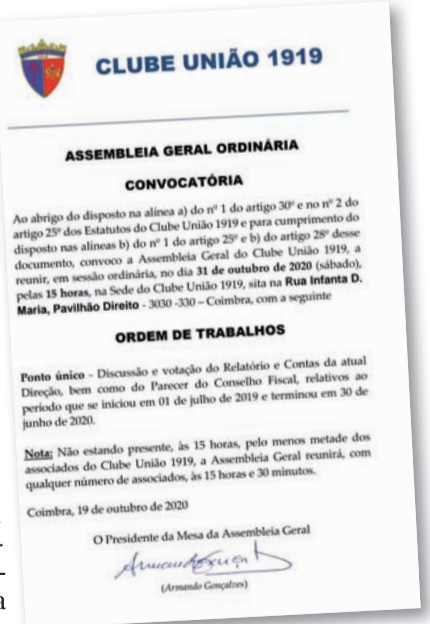 CLUBE UNIÃO 1919
ASSEMBLEIA GERAL ORDINÁRIA
CONVOCATÓRIA
Ao abrigo do disposto na alínea a) do nº 1 do artigo 30º e no nº 2 do
artigo 25º dos Estatutos do Clube União 1919 e para cumprimento do
disposto nas alíneas b) do nº 1 do artigo 25º e b) do artigo 28º desse
documento, convoco a Assembleia Geral do Clube União 1919, a
reunir, em sessão ordinária, no dia 31 de outubro de 2020 (sábado),
pelas 15 horas, na Sede do Clube União 1919, sita na Rua Infanta D.
Maria, Pavilhão Direito - 3030 -330 – Coimbra, com a seguinte
ORDEM DE TRABALHOS
Ponto único - Discussão e votação do Relatório e Contas da atual
Direção, bem como do Parecer do Conselho Fiscal, relativos ao
período que se iniciou em 01 de julho de 2019 e terminou em 30 de
junho de 2020.
Nota: Não estando presente, às 15 horas, pelo menos metade dos
associados do Clube União 1919, a Assembleia Geral reunirá, com
qualquer número de associados, às 15 horas e 30 minutos.
Coimbra, 19 de outubro de 2020
O Presidente da Mesa da Assembleia Geral
(Armando Gonçalves)
a